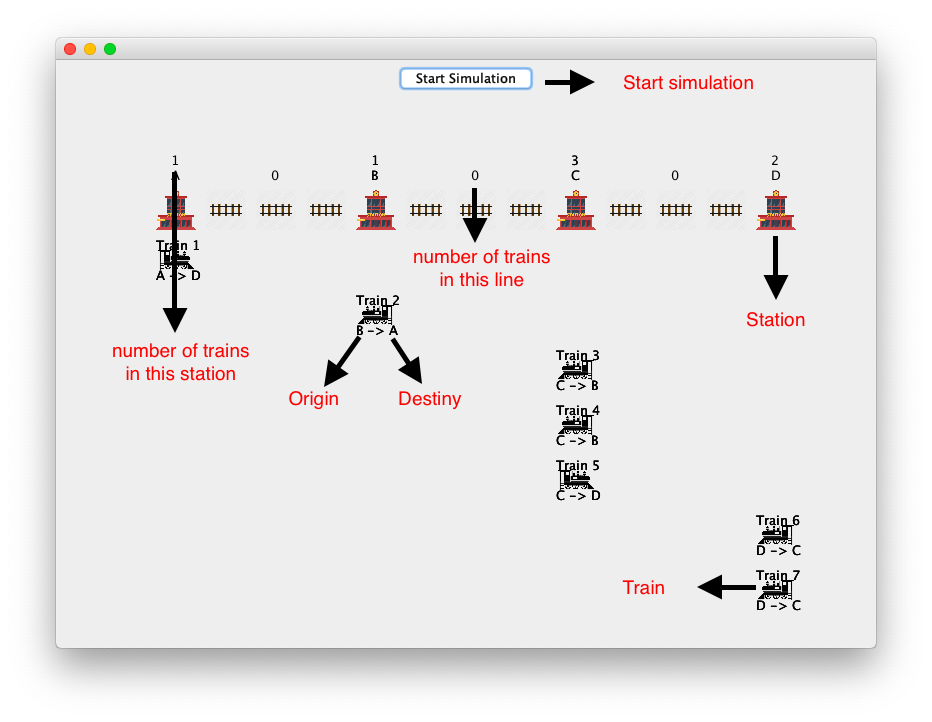 Start Simulation
Start simulation
1 1 3 2
A 0 B 0 C 0 D
Train 1
A -> D
number of trains
in this line
Train 2
B -> A
Station
number of trains
in this station
Train 3
C -> B
Origin
Destiny
Train 4
C -> B
Train 5
C -> D
Train 6
D -> C
Train 7
Train
D -> C